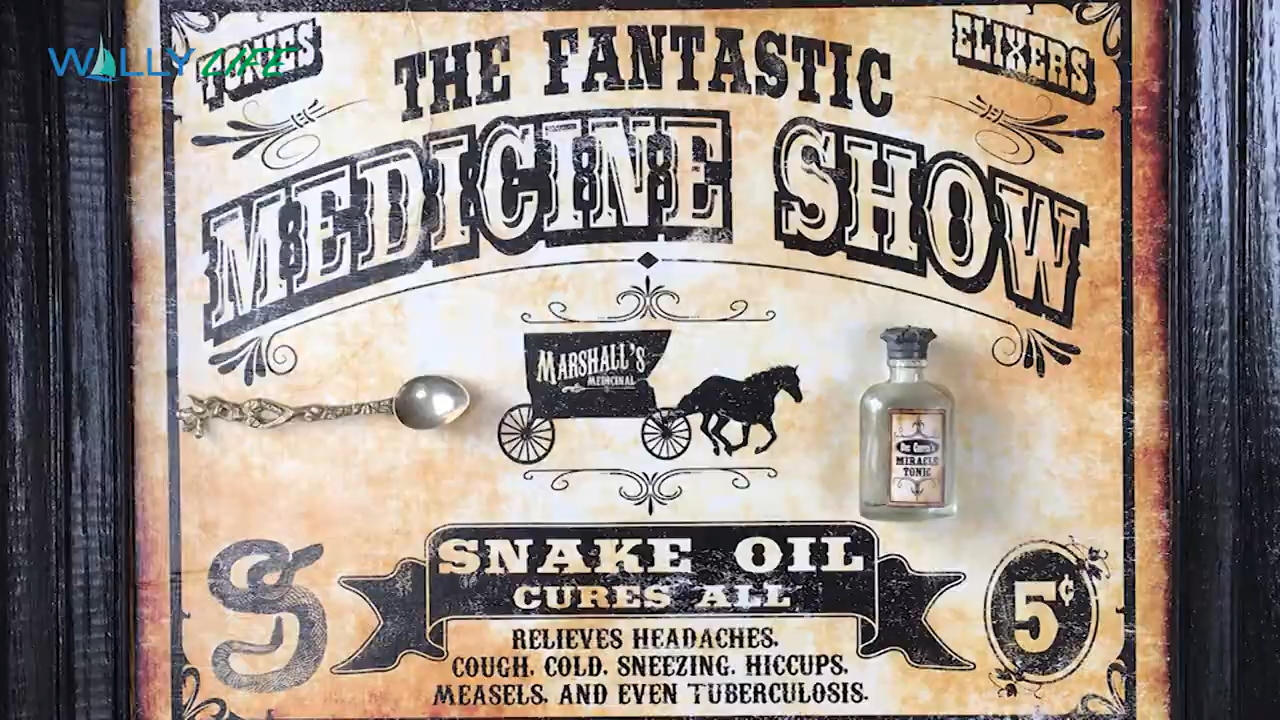 WALLY LIFE
ELIXERS
THE FANTASTIC
MEDICINE SHOW
MARSHALL'S
MEDICINAL
MIRACLE
TONIC
SNAKE OIL
CURES ALL
5¢
RELIEVES HEADACHES,
COUGH, COLD, SNEEZING, HICCUPS,
MEASELS, AND EVEN TUBERCULOSIS.